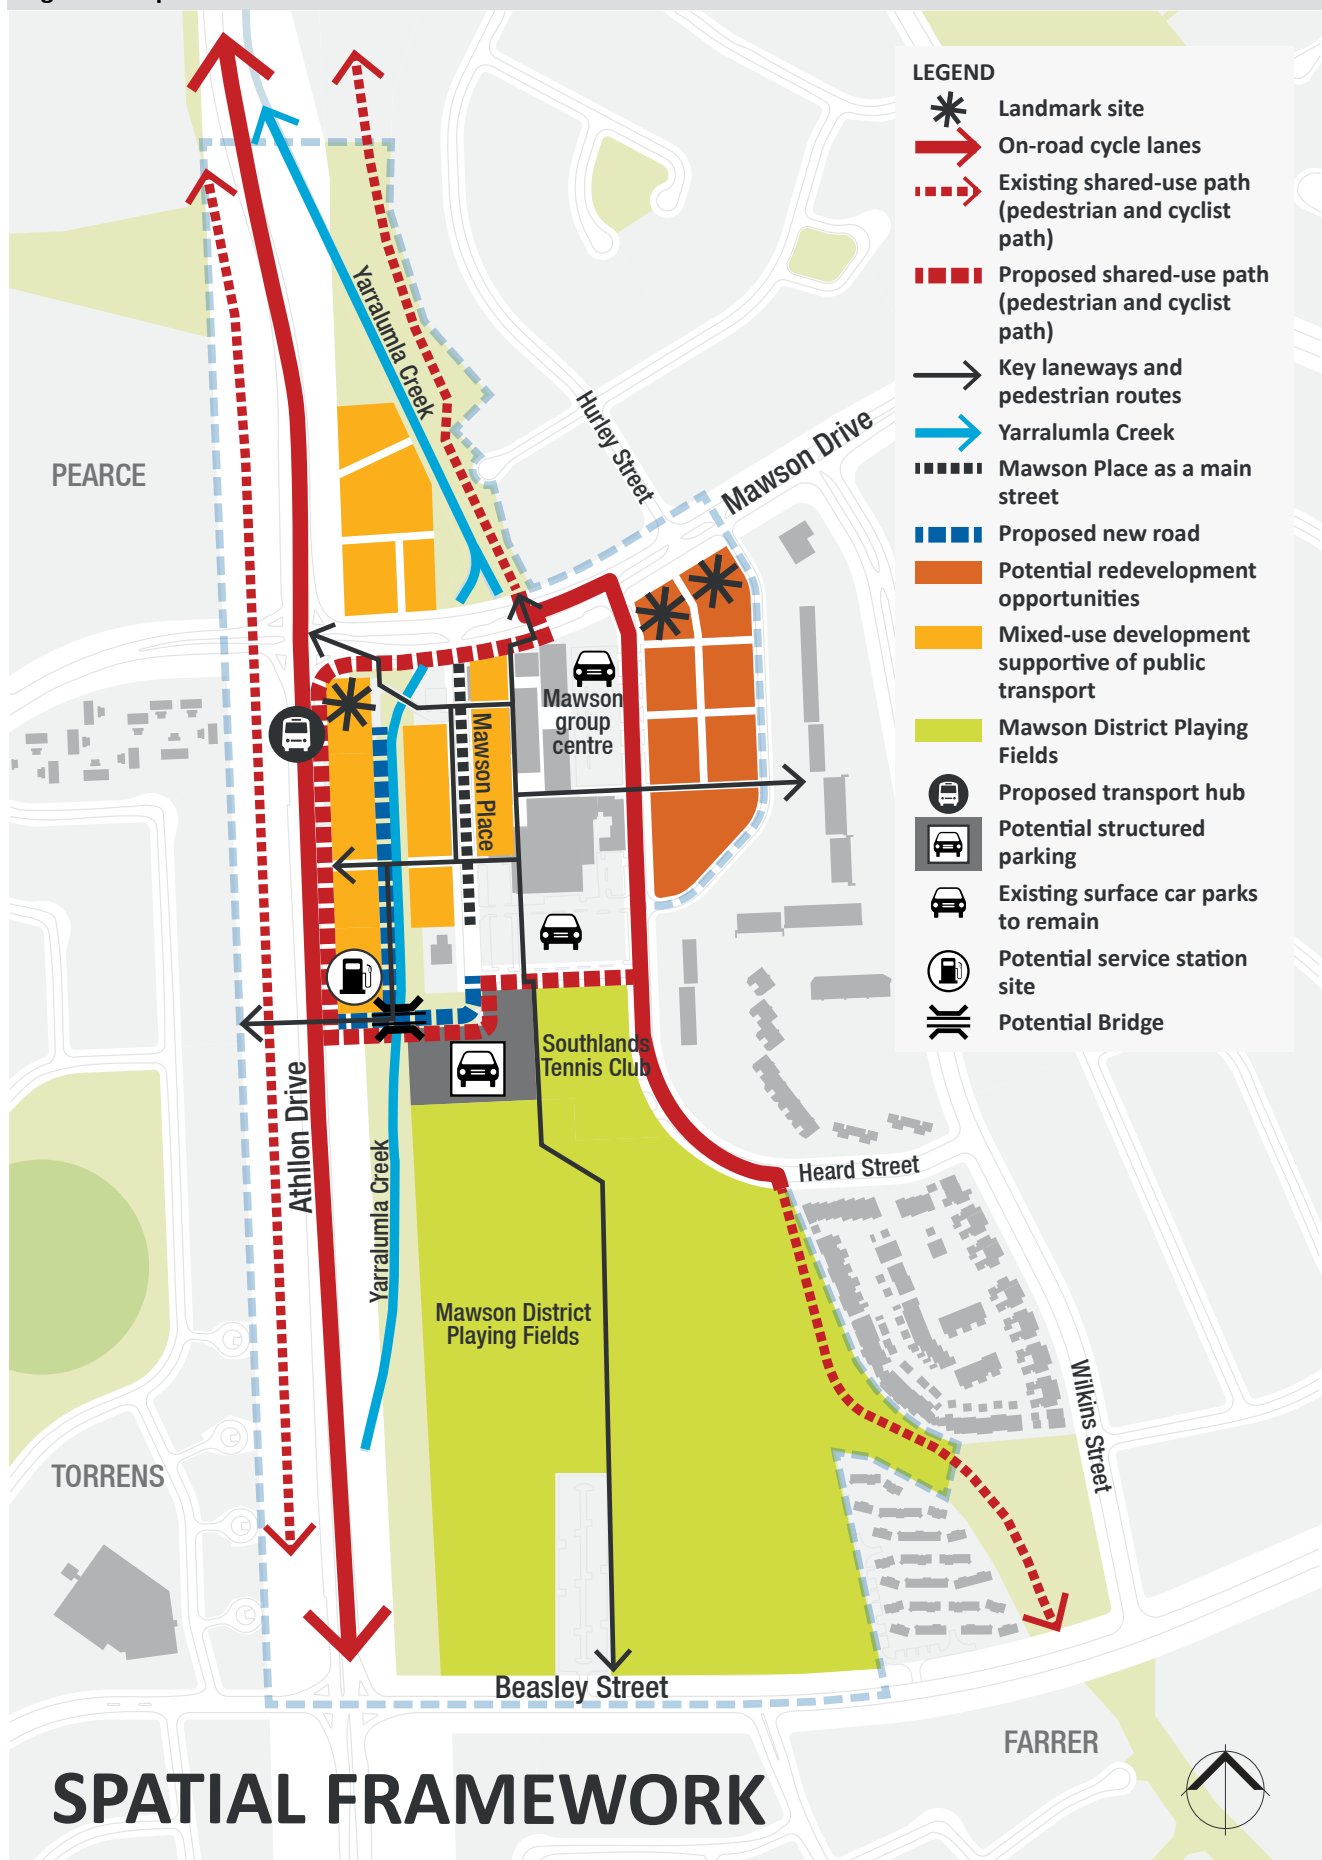 LEGEND
Landmark site
On-road cycle lanes
Existing shared-use path
(pedestrian and cyclist
path)
Proposed shared-use path
(pedestrian and cyclist
path)
Key laneways and
pedestrian routes
Yarralumla Creek
Mawson Place as a main
street
Proposed new road
Potential redevelopment
opportunities
Mixed-use development
supportive of public
transport
Mawson District Playing
Fields
Proposed transport hub
Potential structured
parking
Existing surface car parks
to remain
Potential service station
site
Potential Bridge
Yarralumla Creek
Hurley Street
Mawson Drive
PEARCE
Mawson
group
centre
Mawson Place
Southlands
Tennis Club
Athllon Drive
Yarralumla Creek
Heard Street
Mawson District
Playing Fields
Wilkins Street
TORRENS
Beasley Street
FARRER
SPATIAL FRAMEWORK